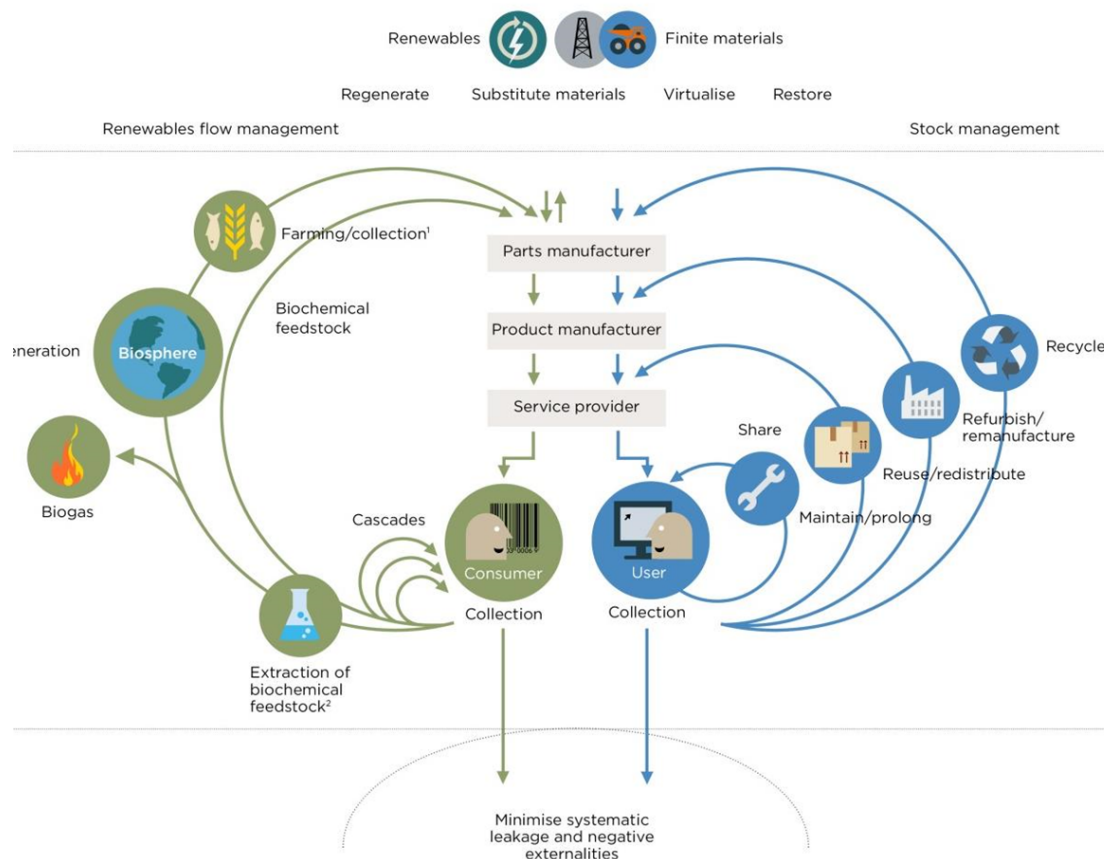 Renewables
Finite materials
Regenerate
Substitute materials
Virtualise
Restore
Renewables flow management
Stock management
Farming/collection¹
Parts manufacturer
Biochemical
feedstock
Product manufacturer
eneration
Biosphere
Recycle
Service provider
Share
Refurbish/
remanufacture
Reuse/redistribute
Biogas
Cascades
Maintain/prolong
Consumer
User
Collection
Collection
Extraction of
biochemical
feedstock²
Minimise systematic
leakage and negative
externalities